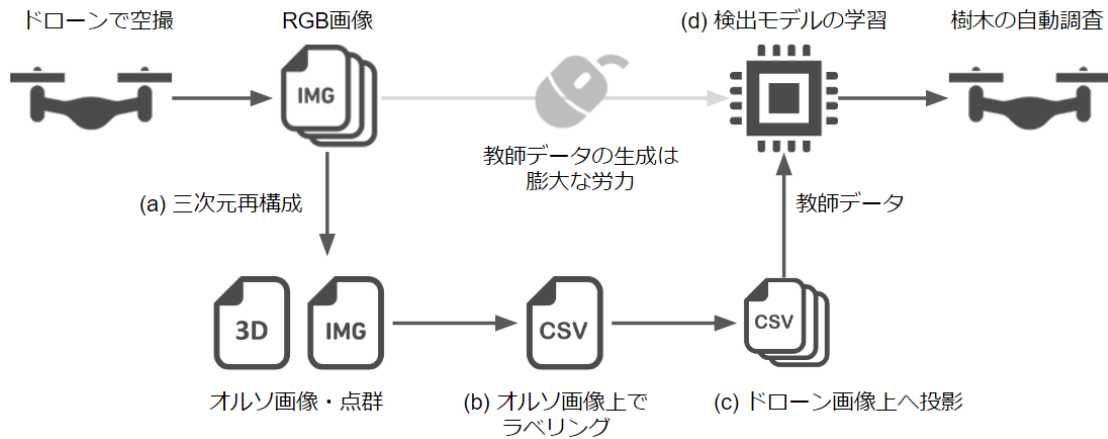 ドローンで空撮
RGB画像
(d) 検出モデルの学習
樹木の自動調査
IMG
教師データの生成は
膨大な労力
(a) 三次元再構成
教師データ
3D
IMG
CSV
CSV
オルソ画像・点群
(b) オルソ画像上で
ラベリング
(c) ドローン画像上へ投影